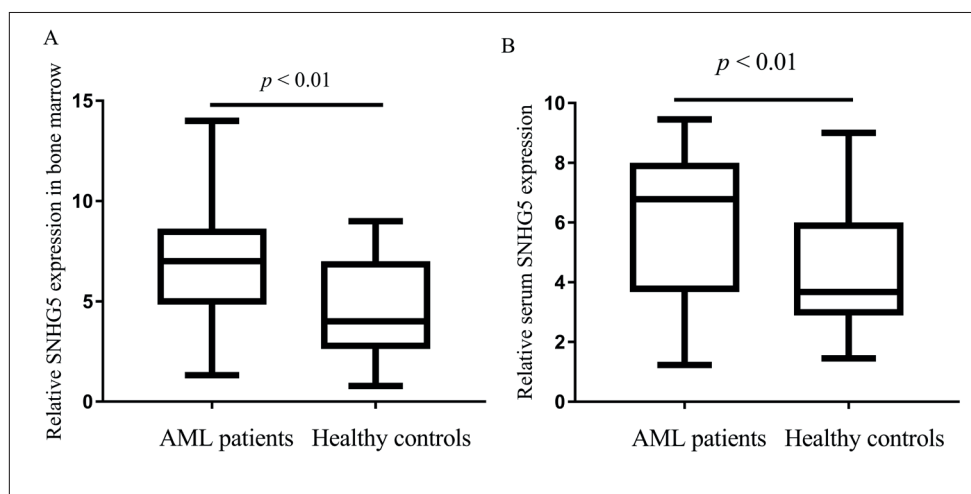 A
p < 0.01
Relative SNHG5 expression in bone marrow
15
10
5
0
AML patients Healthy controls
B
p < 0.01
Relative serum SNHG5 expression
10
8
6
4
2
0
AML patients Healthy controls